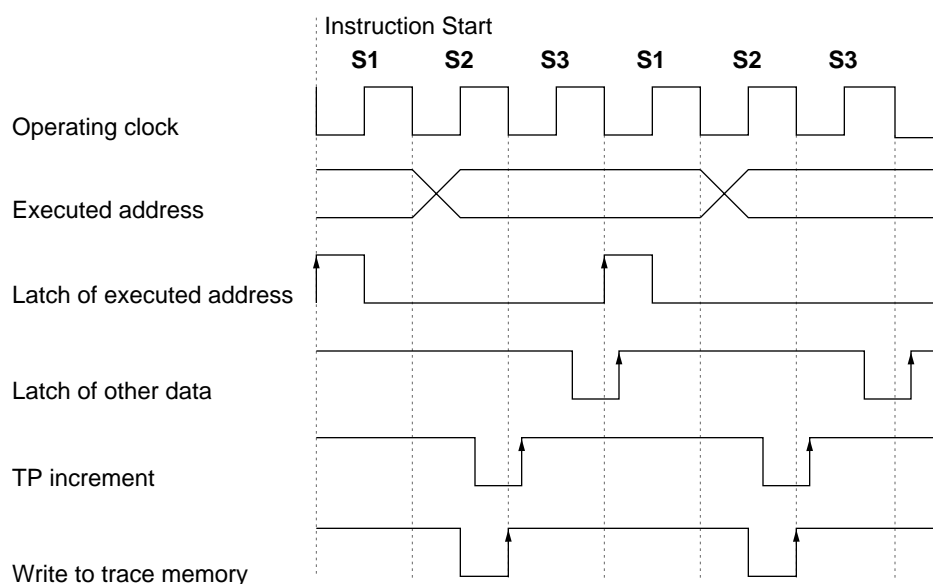 Instruction Start
S1 S2 S3 S1 S2 S3
Operating clock
Executed address
Latch of executed address
Latch of other data
TP increment
Write to trace memory